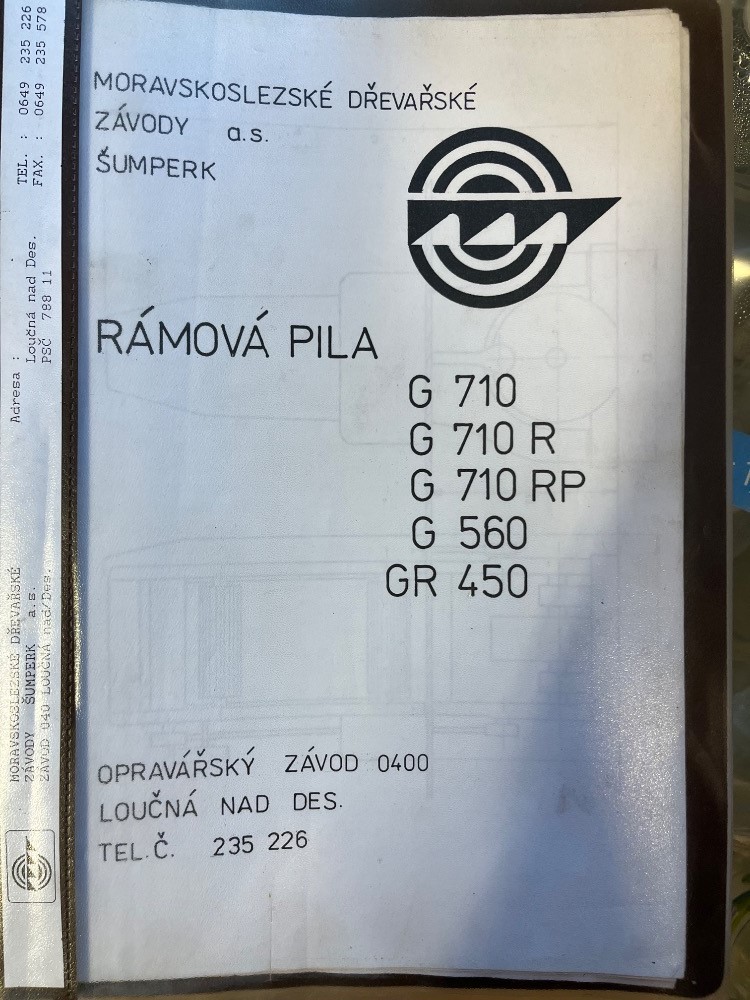 MORAVSKOSLEZSKÉ DŘEVAŘSKÉ
ZÁVODY a.s.
ŠUMPERK
RÁMOVÁ PILA
G 710
G 710 R
G 710 RP
G 560
GR 450
OPRAVÁŘSKÝ ZÁVOD 0400
LOUČNÁ NAD DES.
TEL.Č. 235 226
MORAVSKOSLEZSKÉ DŘEVAŘSKÉ
ZÁVODY ŠUMPERK a.s.
ZÁVOD 040 LOUČNÁ nad/Des.
Adresa :
Loučná nad Des.
PSČ 788 11
TEL. : 0649 235 226
FAX. : 0649 235 578